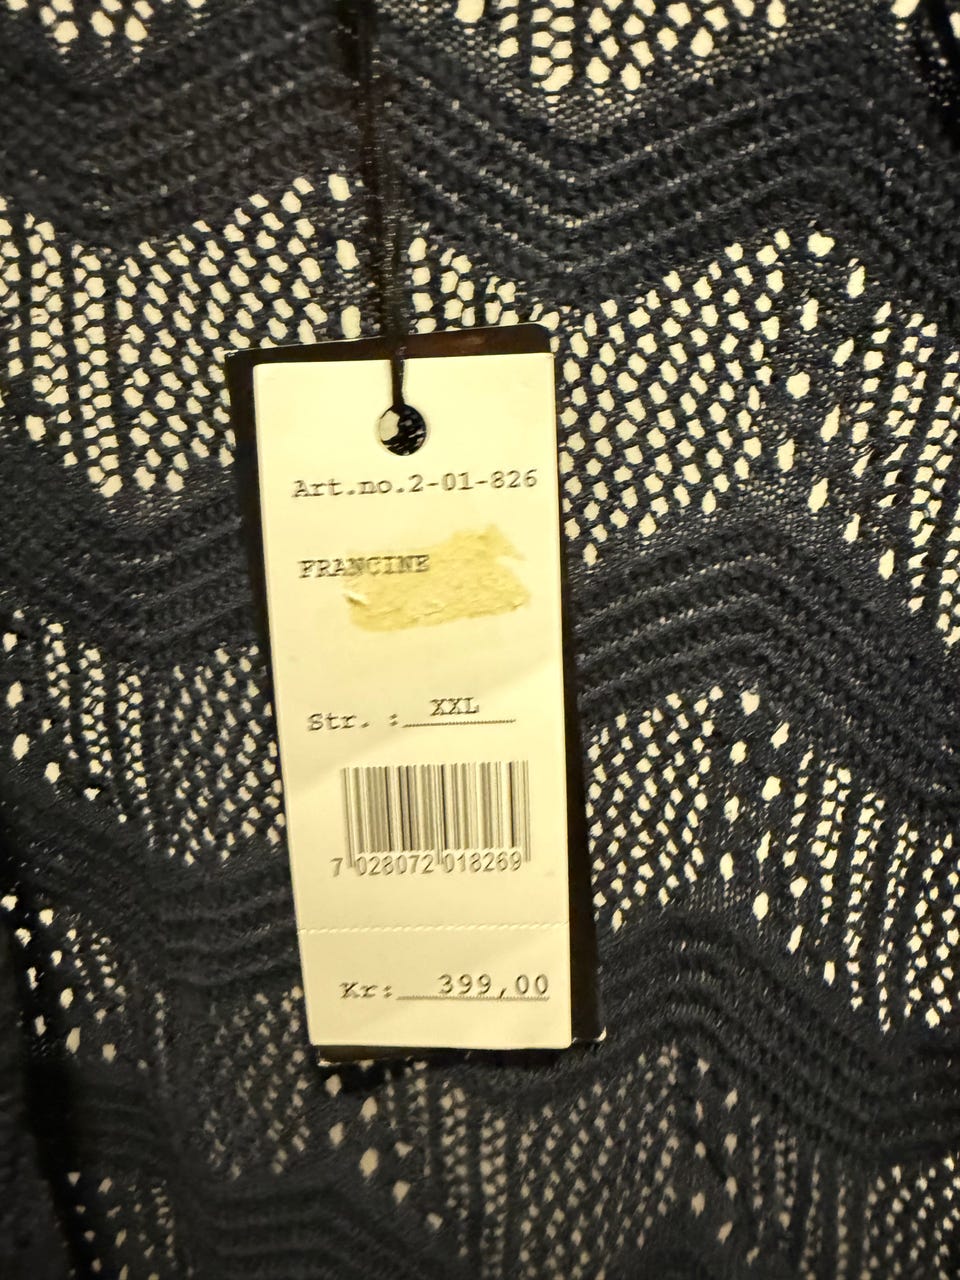 Art.no.2-01-826
FRANCINE
Str. : XXL
7 028072 018269
Kr: 399,00